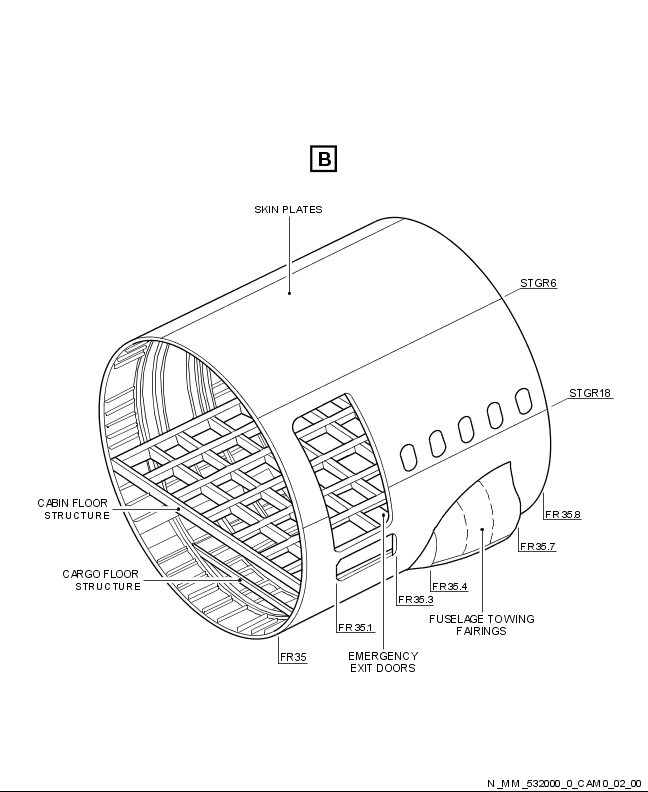 B
SKIN PLATES
STGR6
STGR18
CABIN FLOOR
STRUCTURE
FR35.8
FR35.7
CARGO FLOOR
STRUCTURE
FR35.4
FR35.3
FUSELAGE TOWING
FAIRINGS
FR35.1
FR35
EMERGENCY
EXIT DOORS
N_MM_532000_0_CAM0_02_00